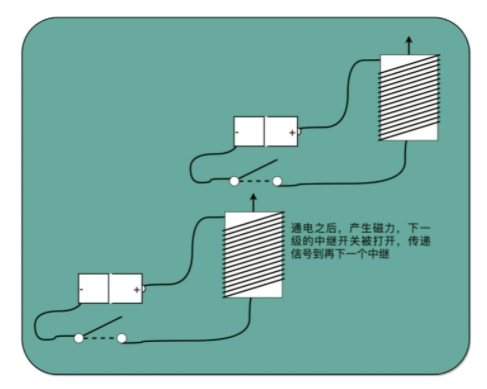 - +
通电之后，产生磁力，下一
级的中继开关被打开，传递
信号到再下一个中继
- +